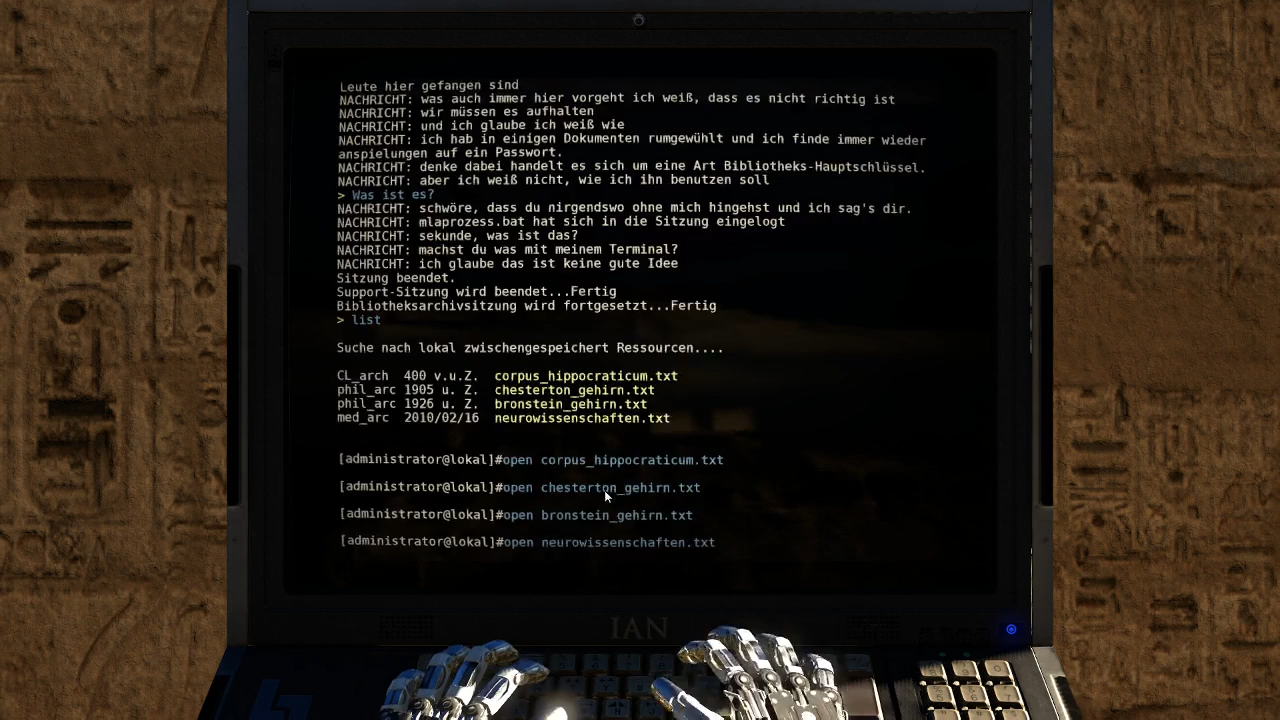 Leute hier gefangen sind
NACHRICHT: was auch immer hier vorgeht ich weiß, dass es nicht richtig ist
NACHRICHT: wir müssen es aufhalten
NACHRICHT: und ich glaube ich weiß wie
NACHRICHT: ich hab in einigen Dokumenten rumgewühlt und ich finde immer wieder
anspielungen auf ein Passwort.
NACHRICHT: denke dabei handelt es sich um eine Art Bibliotheks-Hauptschlüssel.
NACHRICHT: aber ich weiß nicht, wie ich ihn benutzen soll
> Was ist es?
NACHRICHT: schwöre, dass du nirgendswo ohne mich hingehst und ich sag's dir.
NACHRICHT: mlaprozess.bat hat sich in die Sitzung eingelogt
NACHRICHT: sekunde, was ist das?
NACHRICHT: machst du was mit meinem Terminal?
NACHRICHT: ich glaube das ist keine gute Idee
Sitzung beendet.
Support-Sitzung wird beendet...Fertig
Bibliotheksarchivsitzung wird fortgesetzt...Fertig
> list
Suche nach lokal zwischengespeichert Ressourcen....
CL_arch 400 v.u.Z. corpus_hippocraticum.txt
phil_arc 1905 u. Z. chesterton_gehirn.txt
phil_arc 1926 u. Z. bronstein_gehirn.txt
med_arc 2010/02/16 neurowissenschaften.txt
[administrator@lokal]#open corpus_hippocraticum.txt
[administrator@lokal]#open chesterton_gehirn.txt
[administrator@lokal]#open bronstein_gehirn.txt
[administrator@lokal]#open neurowissenschaften.txt
IAN